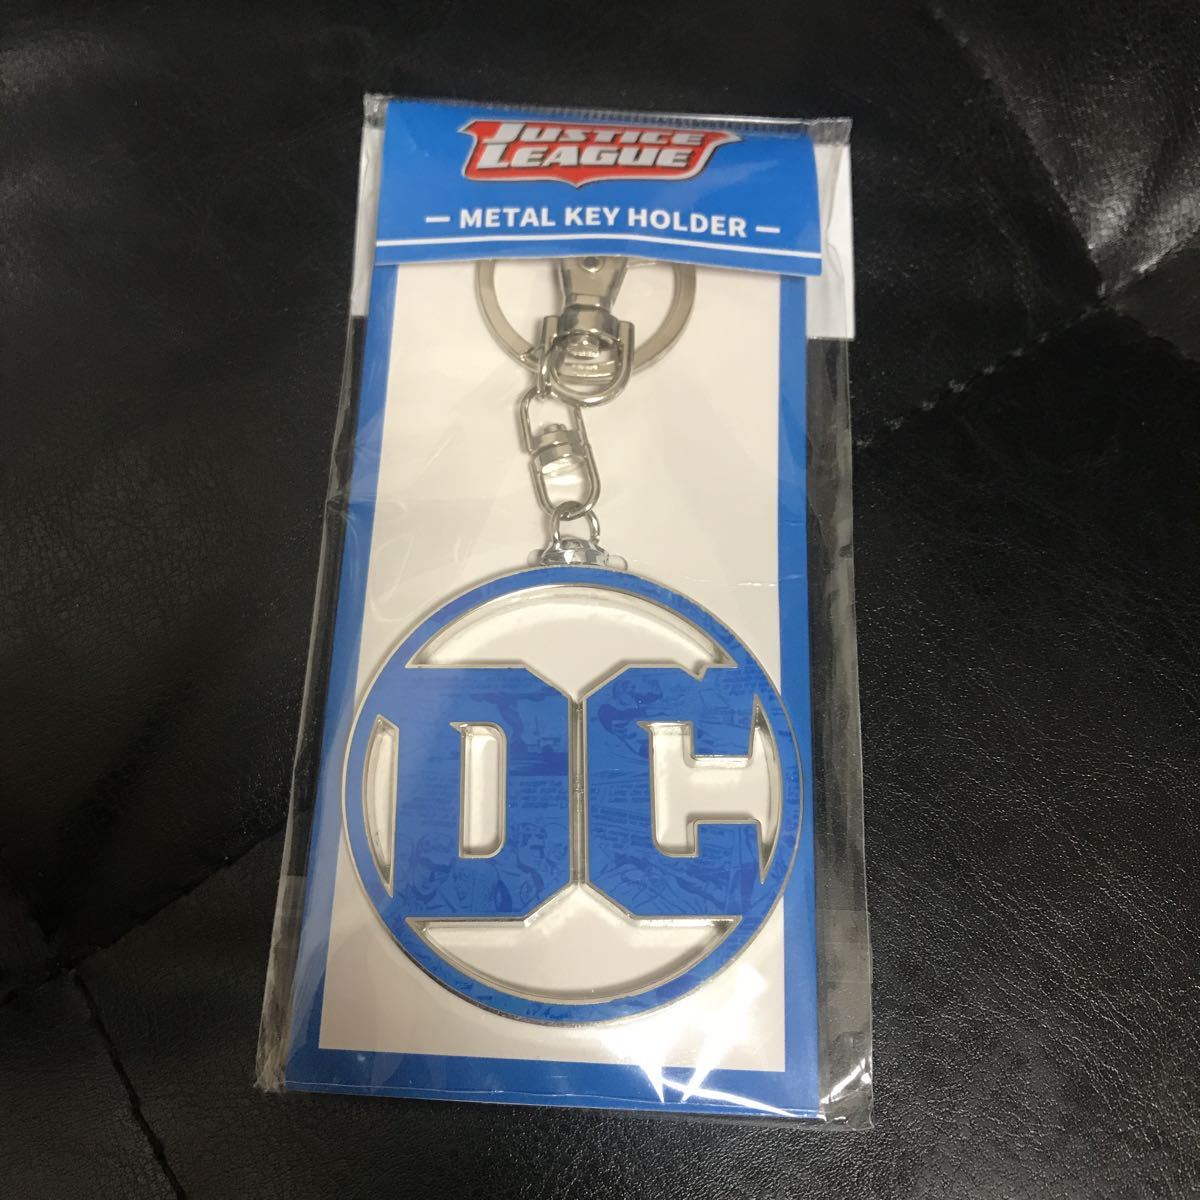 JUSTICE
LEAGUE
— METAL KEY HOLDER —
DC